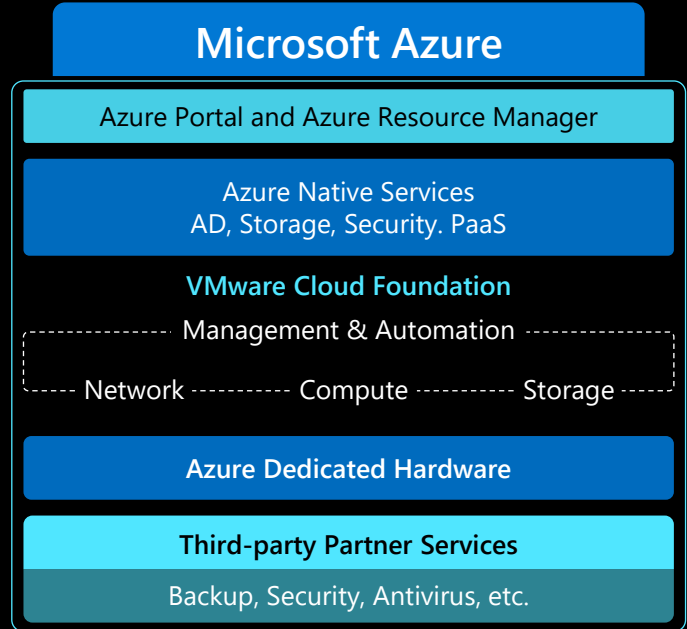 Microsoft Azure
Azure Portal and Azure Resource Manager
Azure Native Services
AD, Storage, Security. PaaS
VMware Cloud Foundation
Management & Automation
Network Compute Storage
Azure Dedicated Hardware
Third-party Partner Services
Backup, Security, Antivirus, etc.